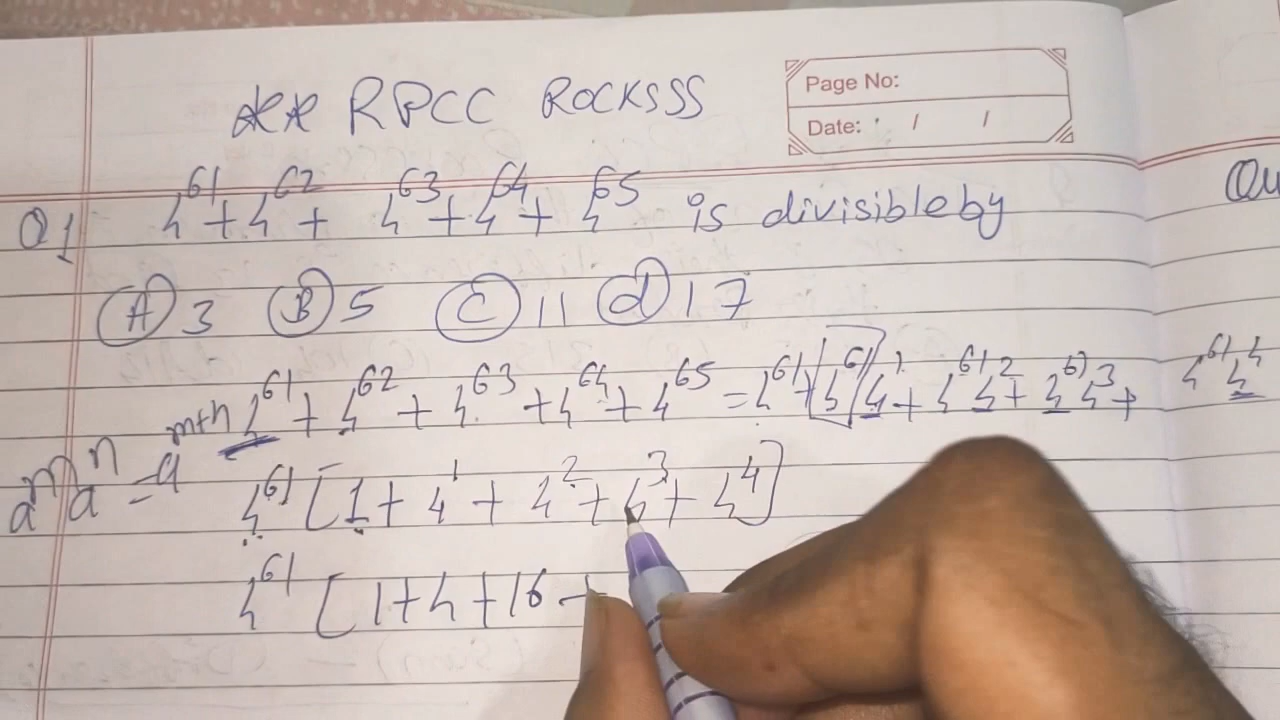 RPCC ROCKSSS
Page No:
Date: / /
Q1 4^61 + 4^62 + 4^63 + 4^64 + 4^65 is divisible by
Qu
(A) 3 (B) 5 (C) 11 (d) 17
4^61 + 4^62 + 4^63 + 4^64 + 4^65 = 4^61 + 4^61 4^1 + 4^61 4^2 + 4^61 4^3 + 4^61 4^4
a^m a^n = a^m+n
4^61 [1 + 4^1 + 4^2 + 4^3 + 4^4]
4^61 [1 + 4 + 16 +